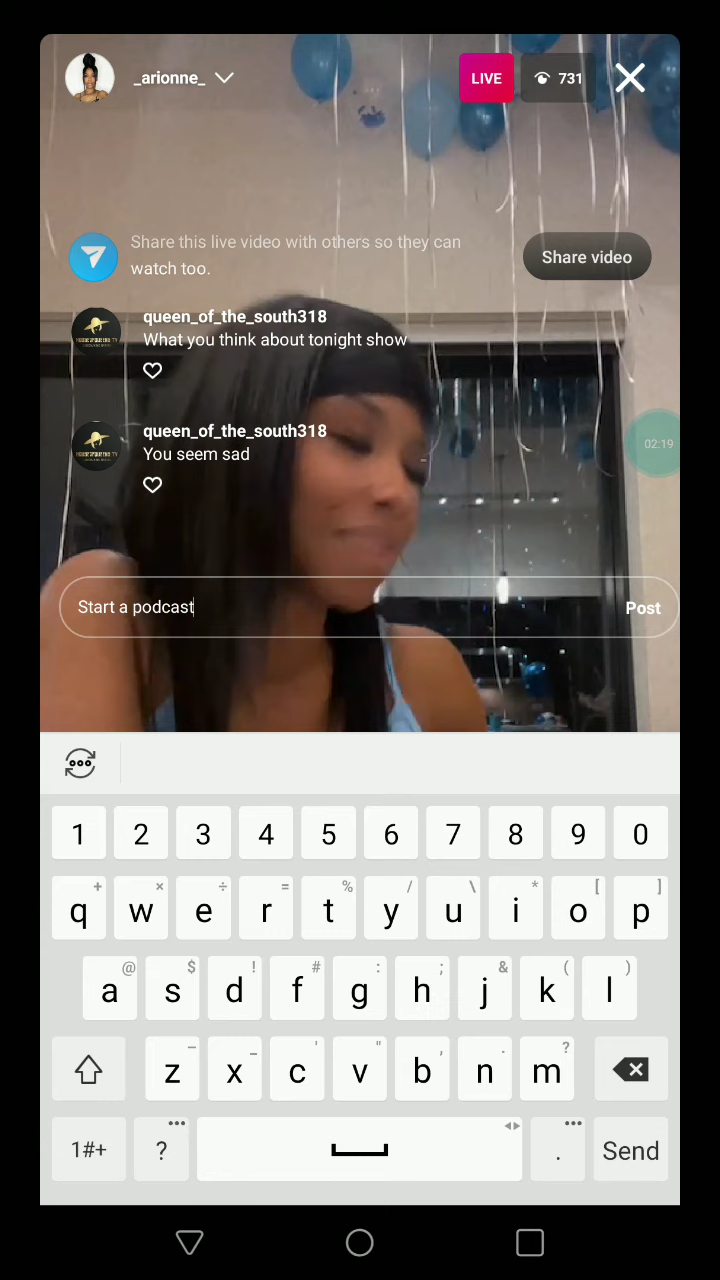 _arionne_
LIVE
731
Share this live video with others so they can
watch too.
Share video
queen_of_the_south318
What you think about tonight show
queen_of_the_south318
You seem sad
02:19
Start a podcast
Post
1 2 3 4 5 6 7 8 9 0
+ × ÷ = % / \ * [ ]
q w e r t y u i o p
@ $ ! # : ; & ( )
a s d f g h j k l
– _ ' " , . ?
z x c v b n m
1#+ ? . Send